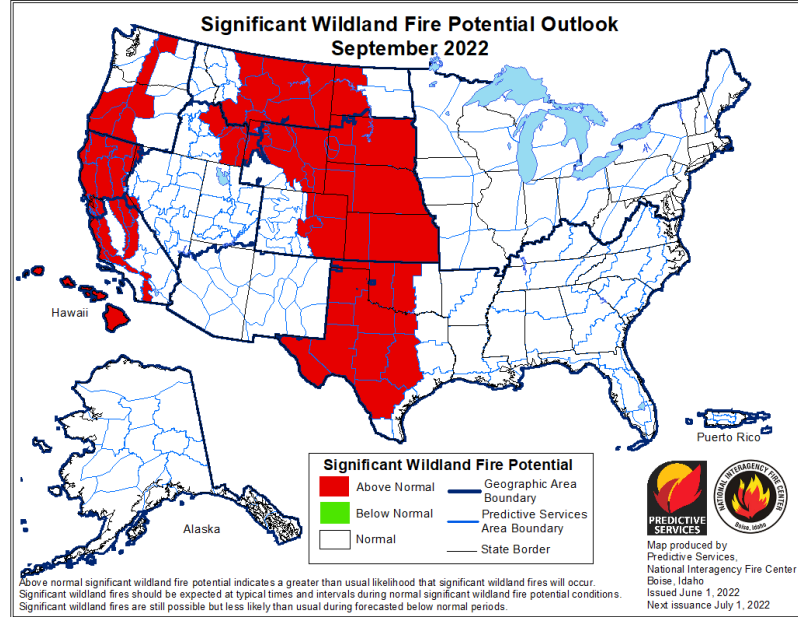 Significant Wildland Fire Potential Outlook
September 2022
Hawaii
Alaska
Puerto Rico
Significant Wildland Fire Potential
Above Normal
Below Normal
Normal
Geographic Area
Boundary
Predictive Services
Area Boundary
State Border
PREDICTIVE
SERVICES
NATIONAL INTERAGENCY FIRE CENTER
Boise, Idaho
Map produced by
Predictive Services,
National Interagency Fire Center
Boise, Idaho
Issued June 1, 2022
Next issuance July 1, 2022
Above normal significant wildland fire potential indicates a greater than usual likelihood that significant wildland fires will occur.
Significant wildland fires should be expected at typical times and intervals during normal significant wildland fire potential conditions.
Significant wildland fires are still possible but less likely than usual during forecasted below normal periods.